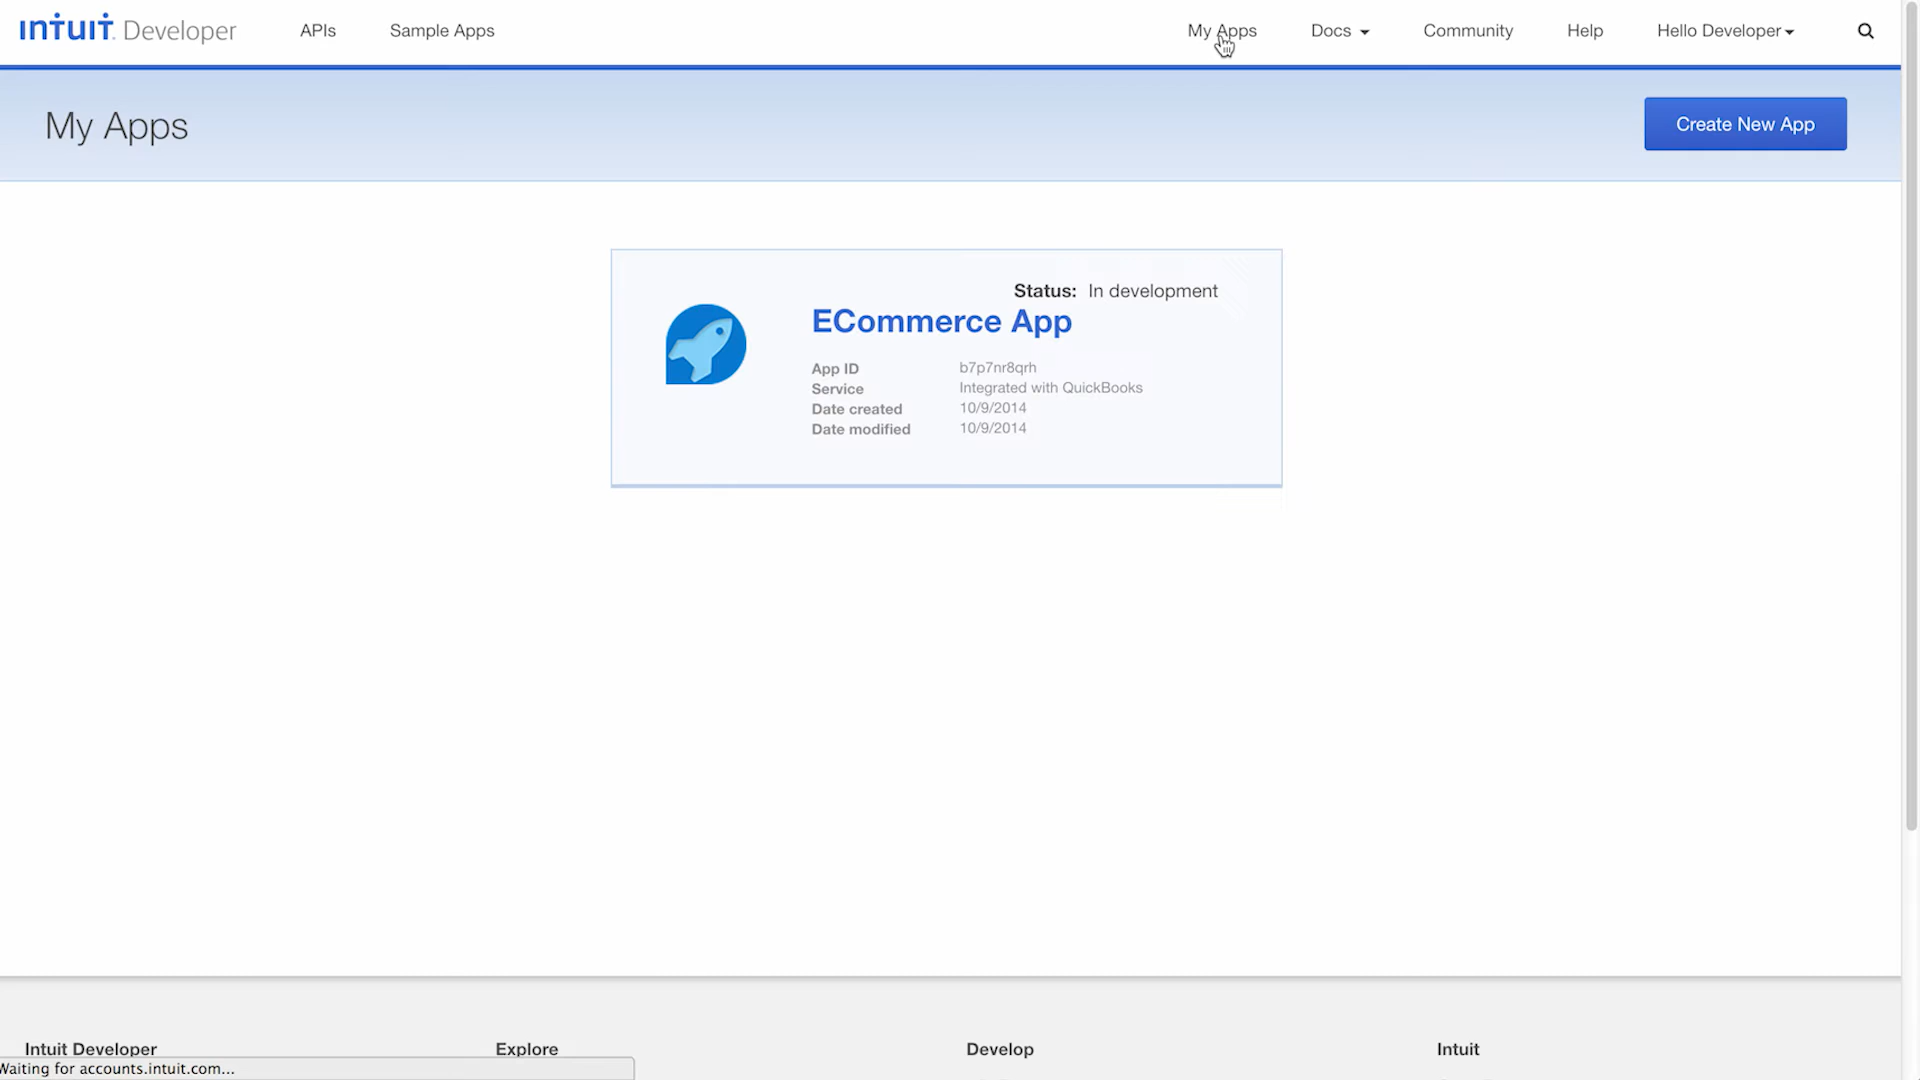 ıntuıt. Developer APIs Sample Apps My Apps Docs Community Help Hello Developer
My Apps
Create New App
Status: In development
ECommerce App
App ID b7p7nr8qrh
Service Integrated with QuickBooks
Date created 10/9/2014
Date modified 10/9/2014
Intuit Developer Explore Develop Intuit
Waiting for accounts.intuit.com...